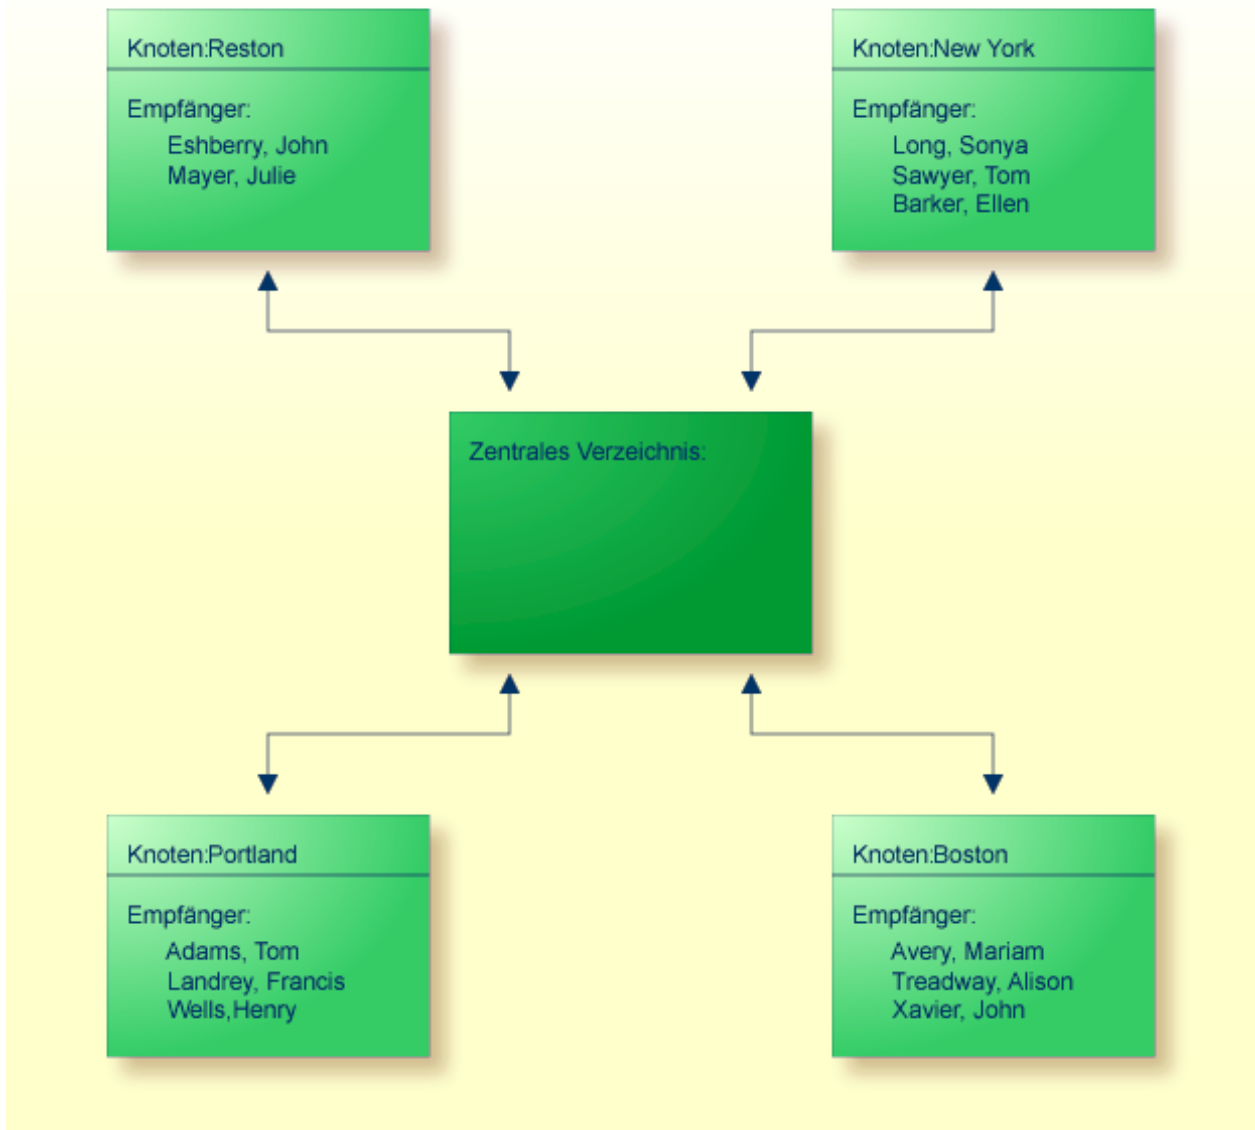 Knoten:Reston
Empfänger:
Eshberry, John
Mayer, Julie
Knoten:New York
Empfänger:
Long, Sonya
Sawyer, Tom
Barker, Ellen
Zentrales Verzeichnis:
Knoten:Portland
Empfänger:
Adams, Tom
Landrey, Francis
Wells,Henry
Knoten:Boston
Empfänger:
Avery, Mariam
Treadway, Alison
Xavier, John